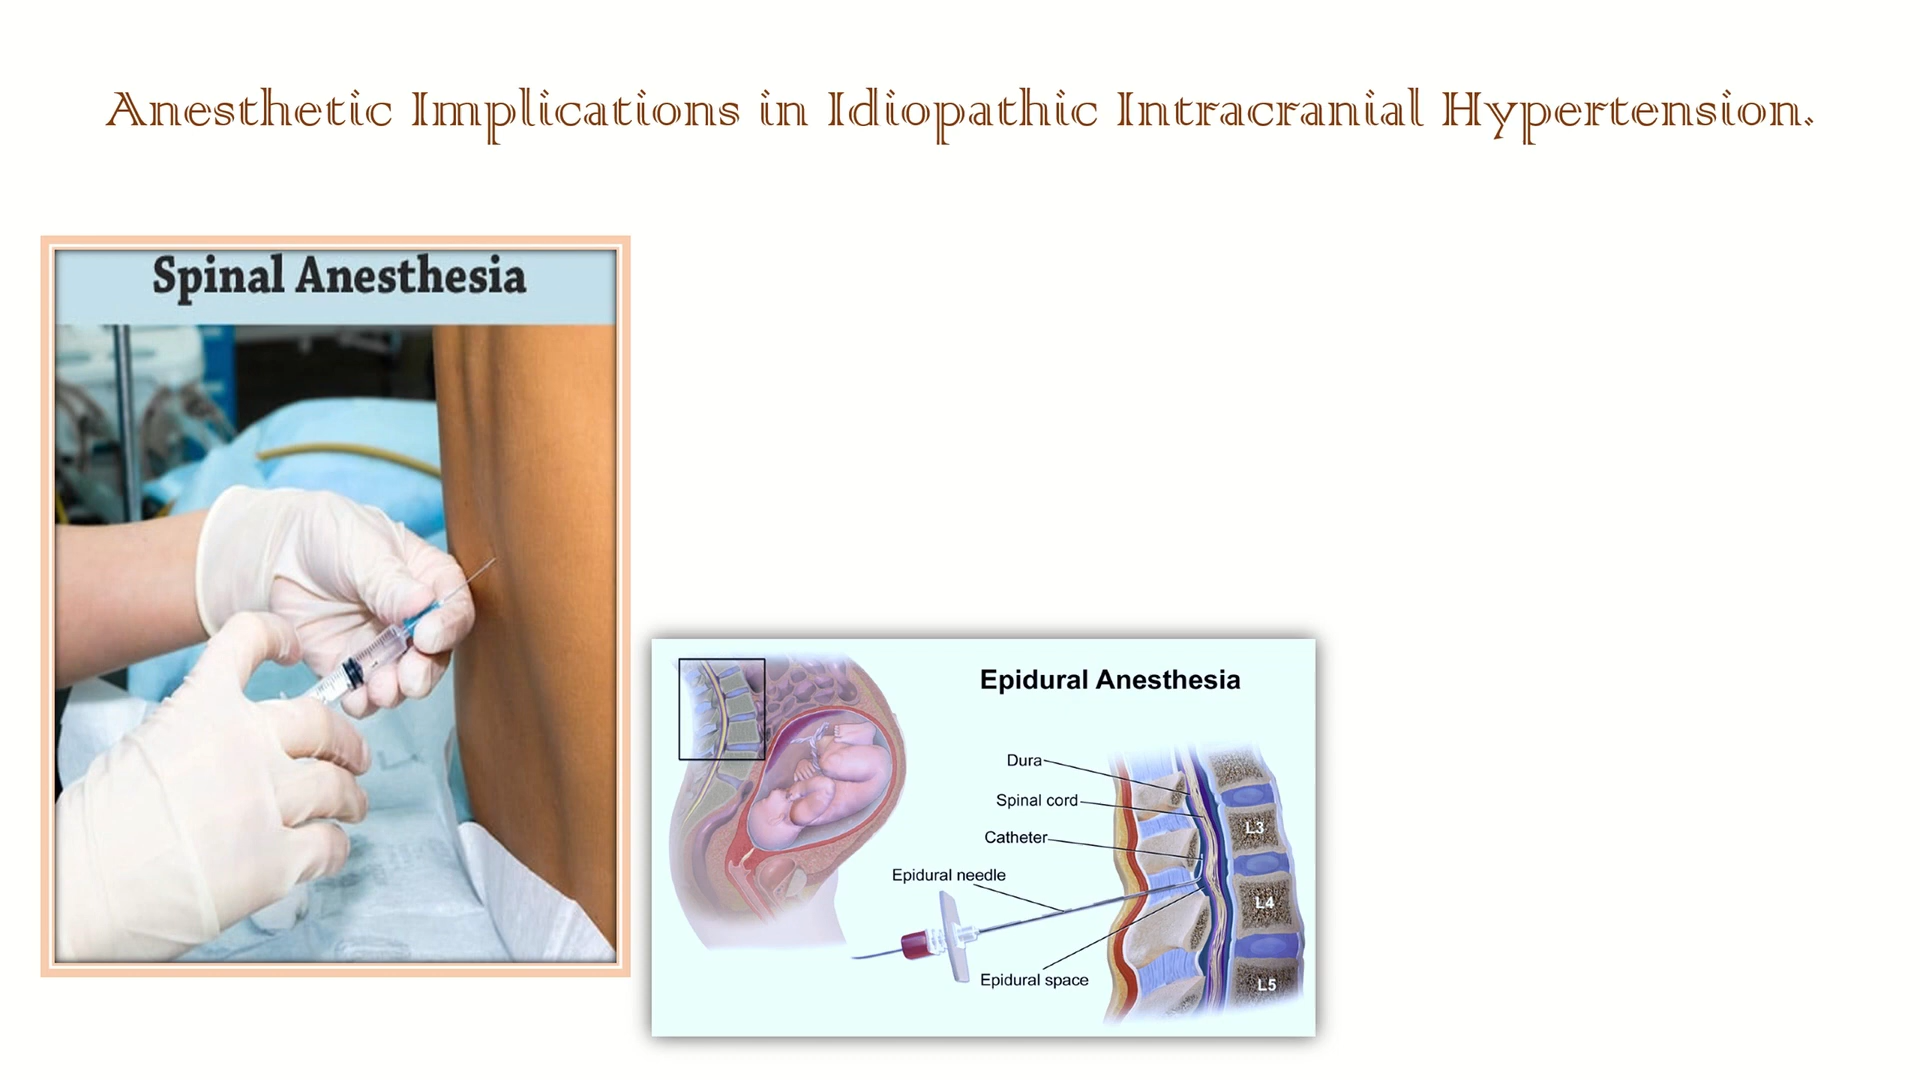 Anesthetic Implications in Idiopathic Intracranial Hypertension.
Spinal Anesthesia
Epidural Anesthesia
Dura
Spinal cord
Catheter
Epidural needle
Epidural space
L3
L4
L5